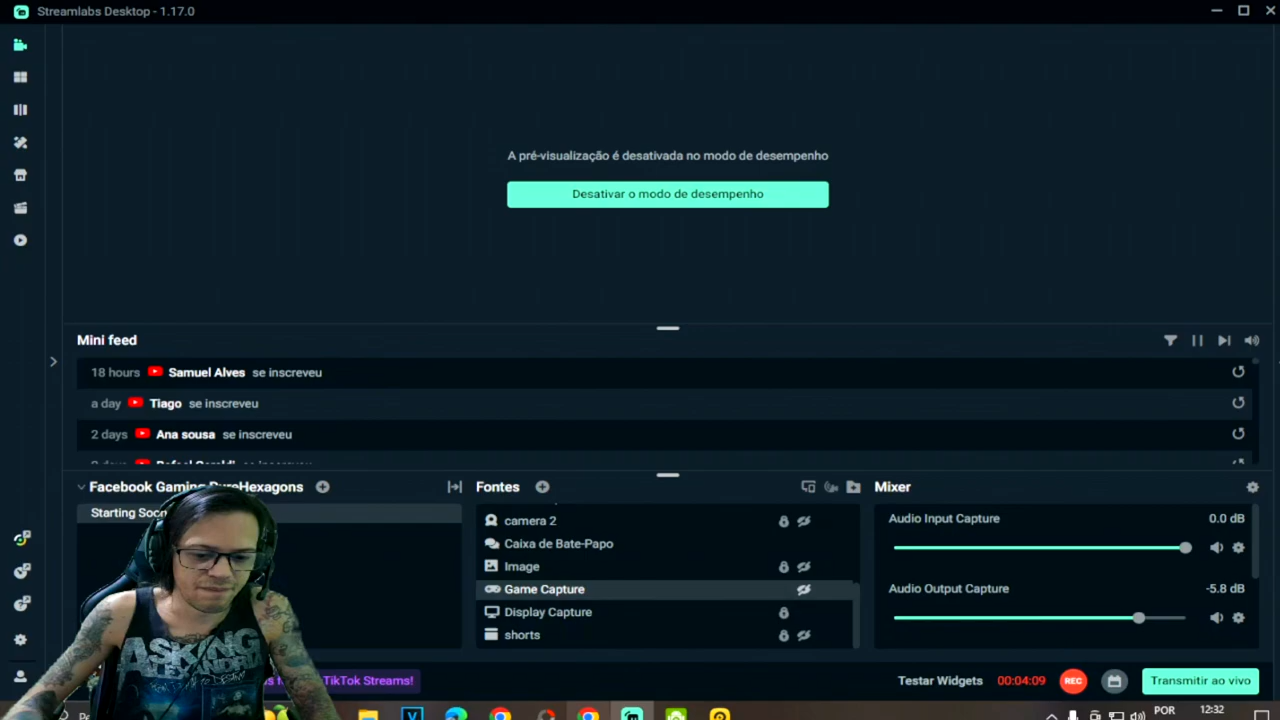 Streamlabs Desktop - 1.17.0
A pré-visualização é desativada no modo de desempenho
Desativar o modo de desempenho
Mini feed
18 hours Samuel Alves se inscreveu
a day Tiago se inscreveu
2 days Ana sousa se inscreveu
Facebook Gaming
Starting
Fontes
camera 2
Caixa de Bate-Papo
Image
Game Capture
Display Capture
shorts
Mixer
Audio Input Capture 0.0 dB
Audio Output Capture -5.8 dB
ASKING
ALEXANDRIA
TikTok Streams!
Testar Widgets 00:04:09 REC Transmitir ao vivo
POR 12:32